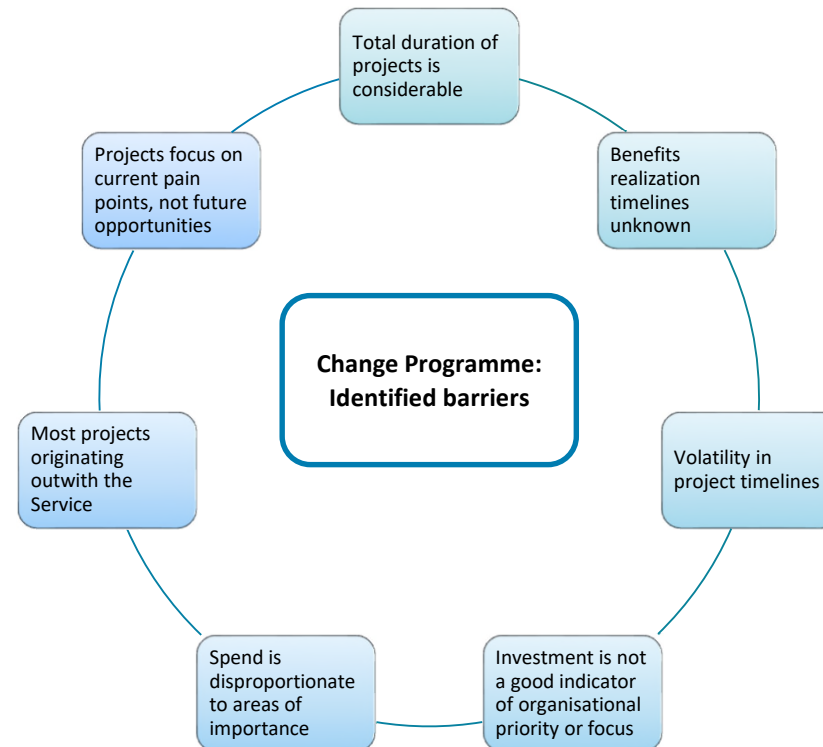 Total duration of
projects is
considerable
Benefits
realization
timelines
unknown
Volatility in
project timelines
Investment is not
a good indicator
of organisational
priority or focus
Spend is
disproportionate
to areas of
importance
Most projects
originating
outwith the
Service
Projects focus on
current pain
points, not future
opportunities
Change Programme:
Identified barriers